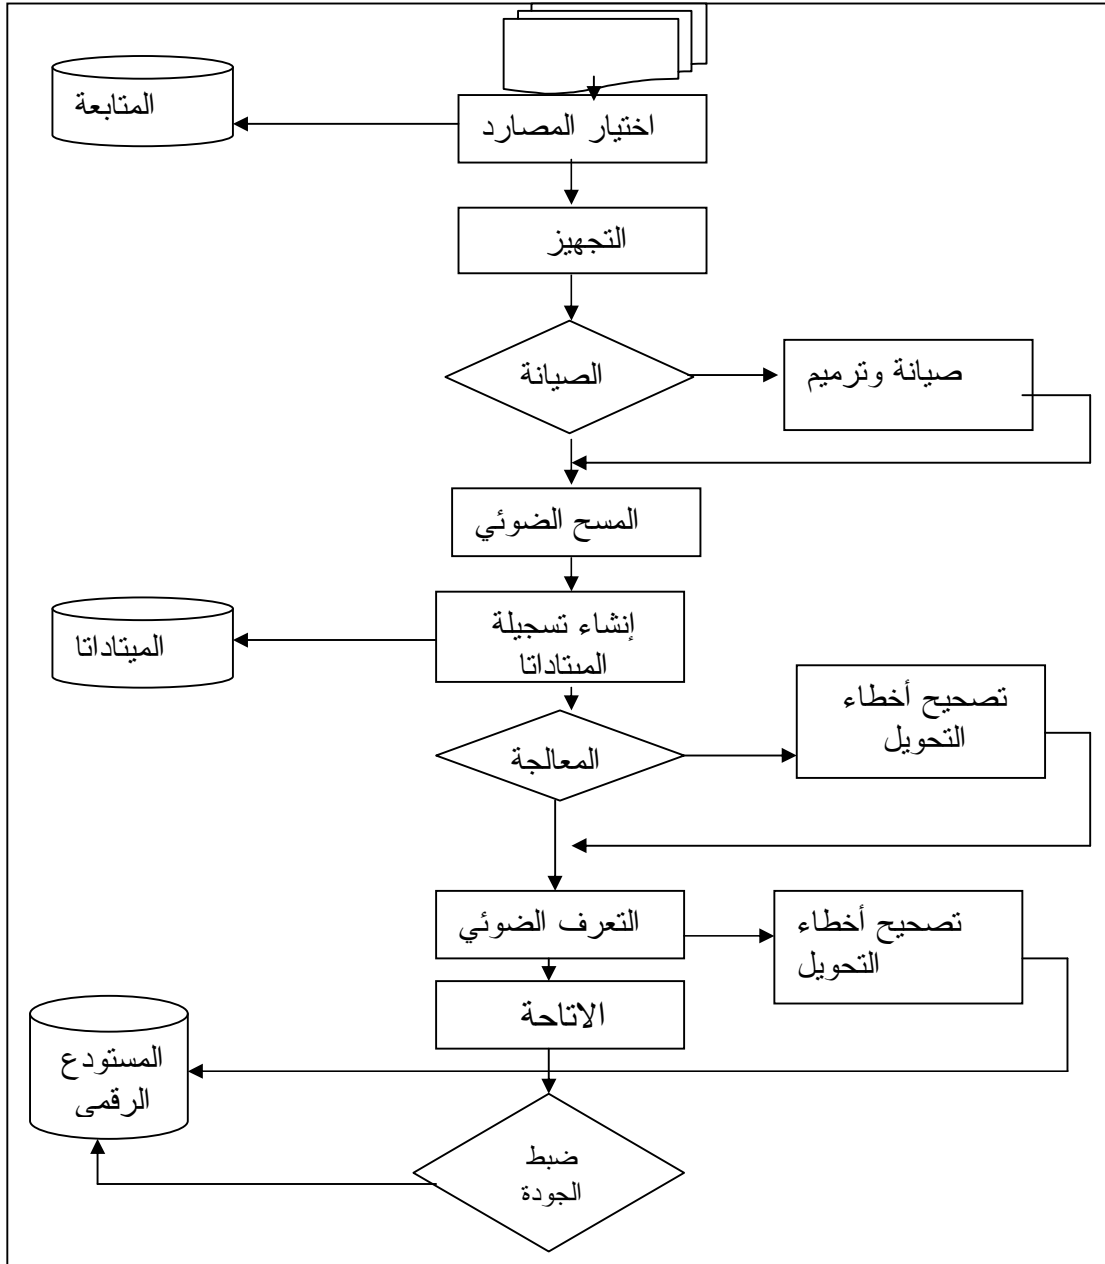 المتابعة
اختيار المصارد
التجهيز
الصيانة
صيانة وترميم
المسح الضوئي
إنشاء تسجيلة
الميتاداتا
الميتاداتا
تصحيح أخطاء
التحويل
المعالجة
التعرف الضوئي
تصحيح أخطاء
التحويل
الاتاحة
المستودع
الرقمى
ضبط
الجودة